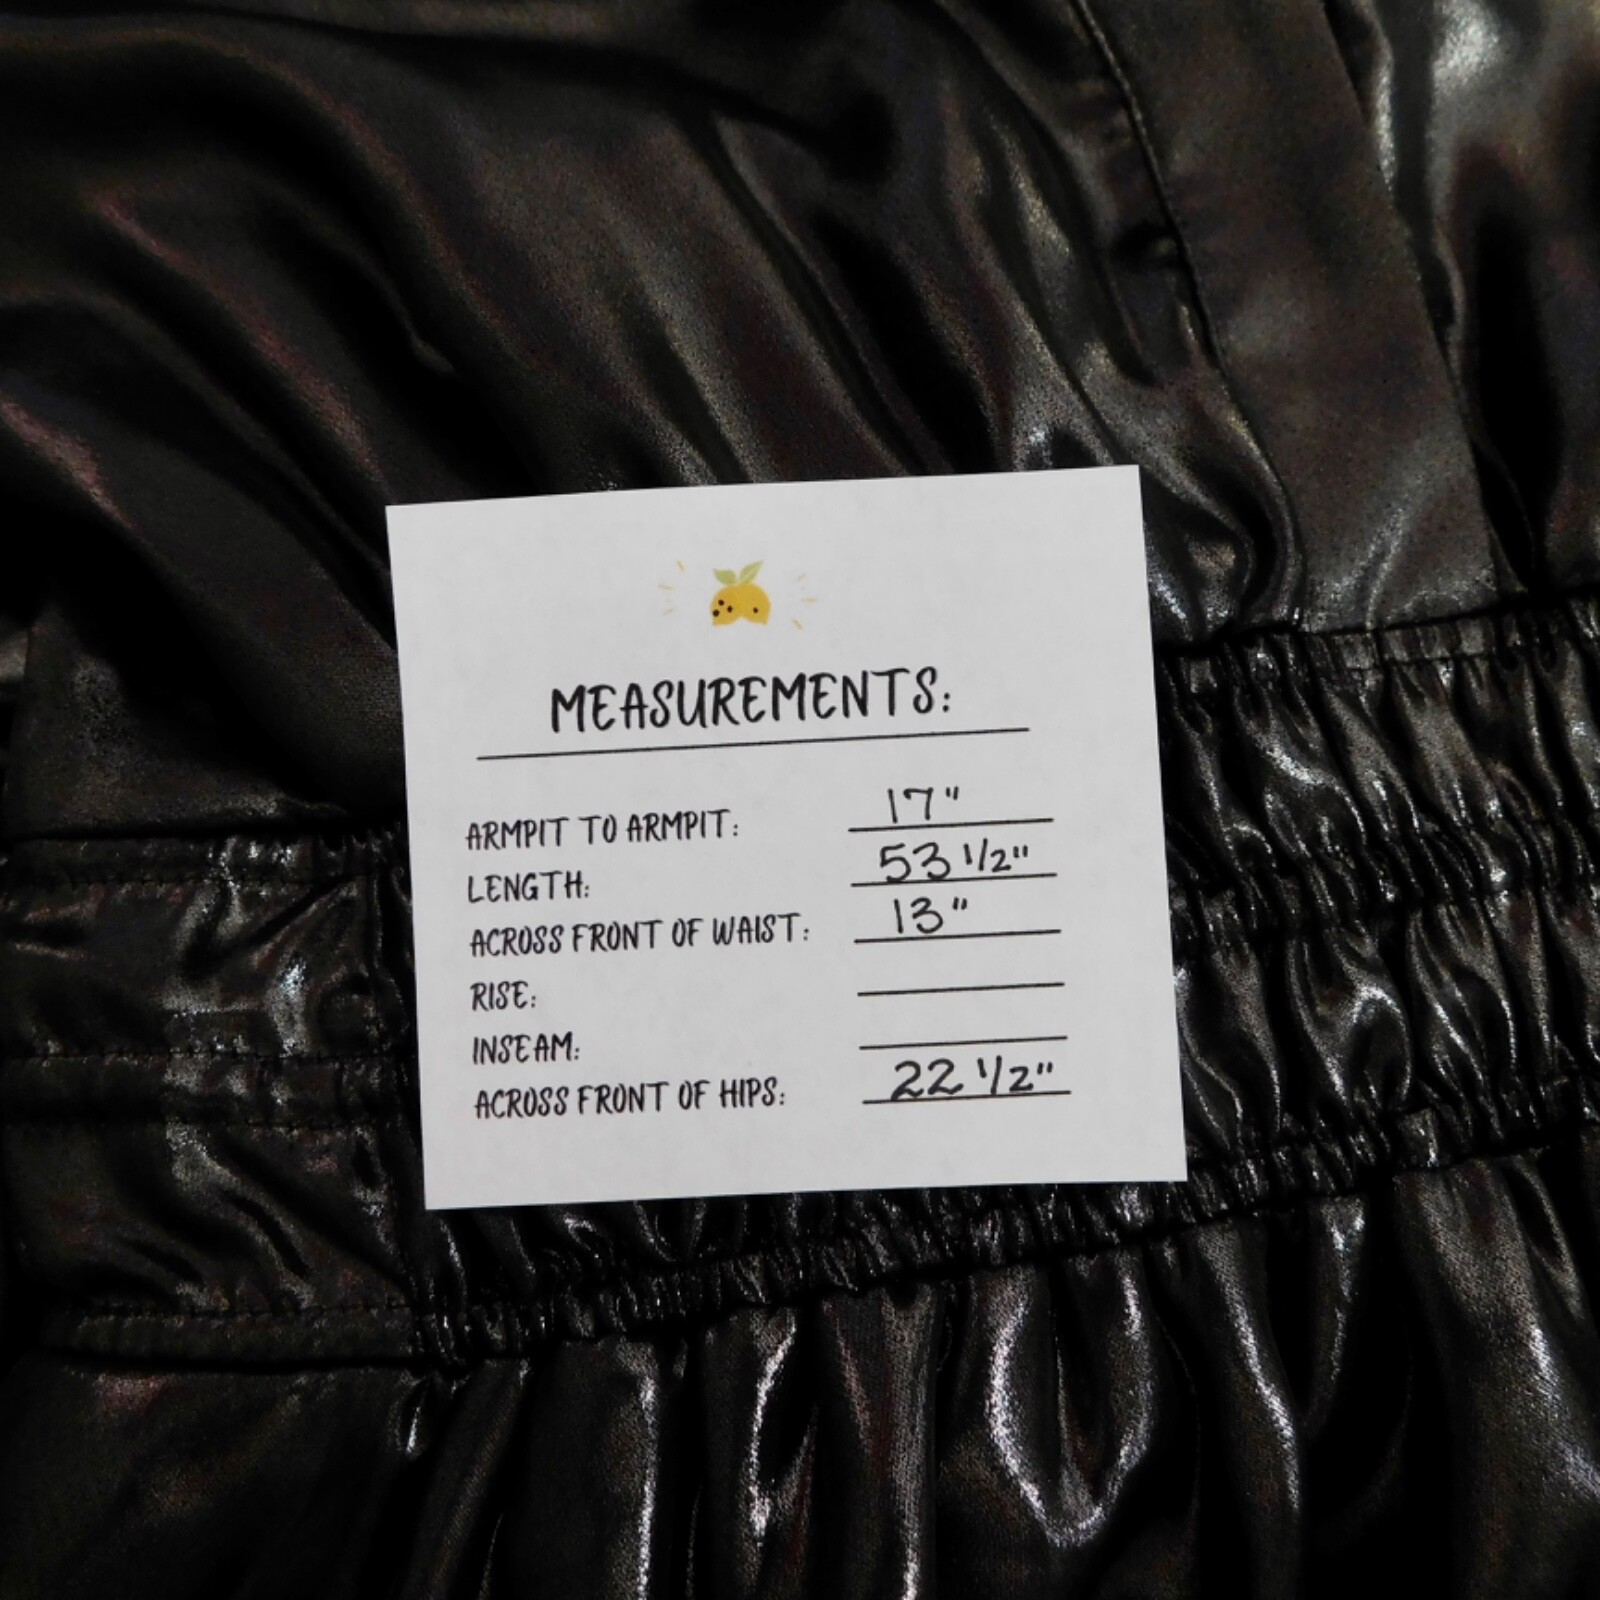 MEASUREMENTS:
ARMPIT TO ARMPIT: 17"
LENGTH: 53 1/2"
ACROSS FRONT OF WAIST: 13"
RISE:
INSEAM:
ACROSS FRONT OF HIPS: 22 1/2"